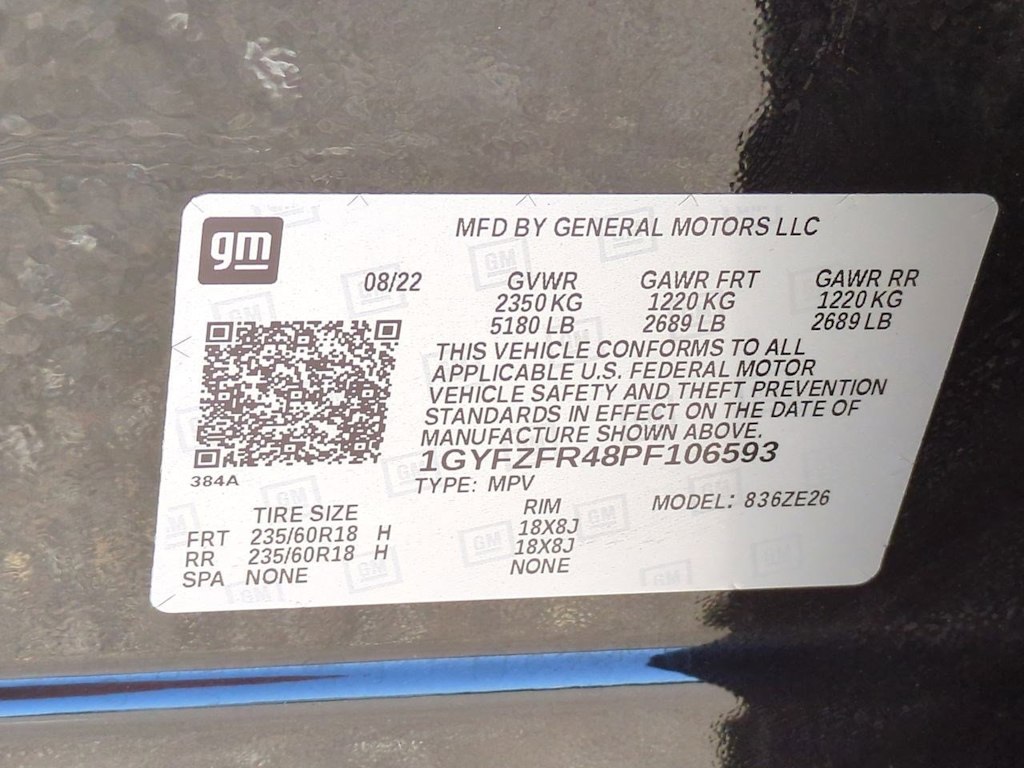 gm
MFD BY GENERAL MOTORS LLC
08/22 GVWR GAWR FRT GAWR RR
2350 KG 1220 KG 1220 KG
5180 LB 2689 LB 2689 LB
THIS VEHICLE CONFORMS TO ALL
APPLICABLE U.S. FEDERAL MOTOR
VEHICLE SAFETY AND THEFT PREVENTION
STANDARDS IN EFFECT ON THE DATE OF
MANUFACTURE SHOWN ABOVE.
1GYFZFR48PF106593
384A
TYPE: MPV MODEL: 836ZE26
TIRE SIZE RIM
FRT 235/60R18 H 18X8J
RR 235/60R18 H 18X8J
SPA NONE NONE